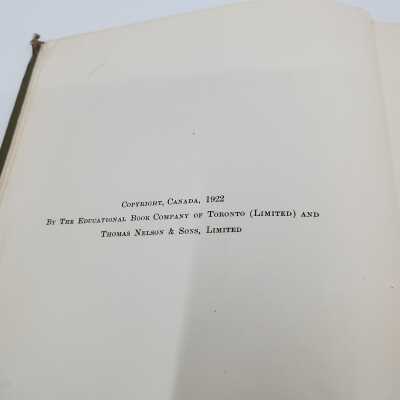 Copyright, Canada, 1922
By The Educational Book Company of Toronto (Limited) and
Thomas Nelson & Sons, Limited